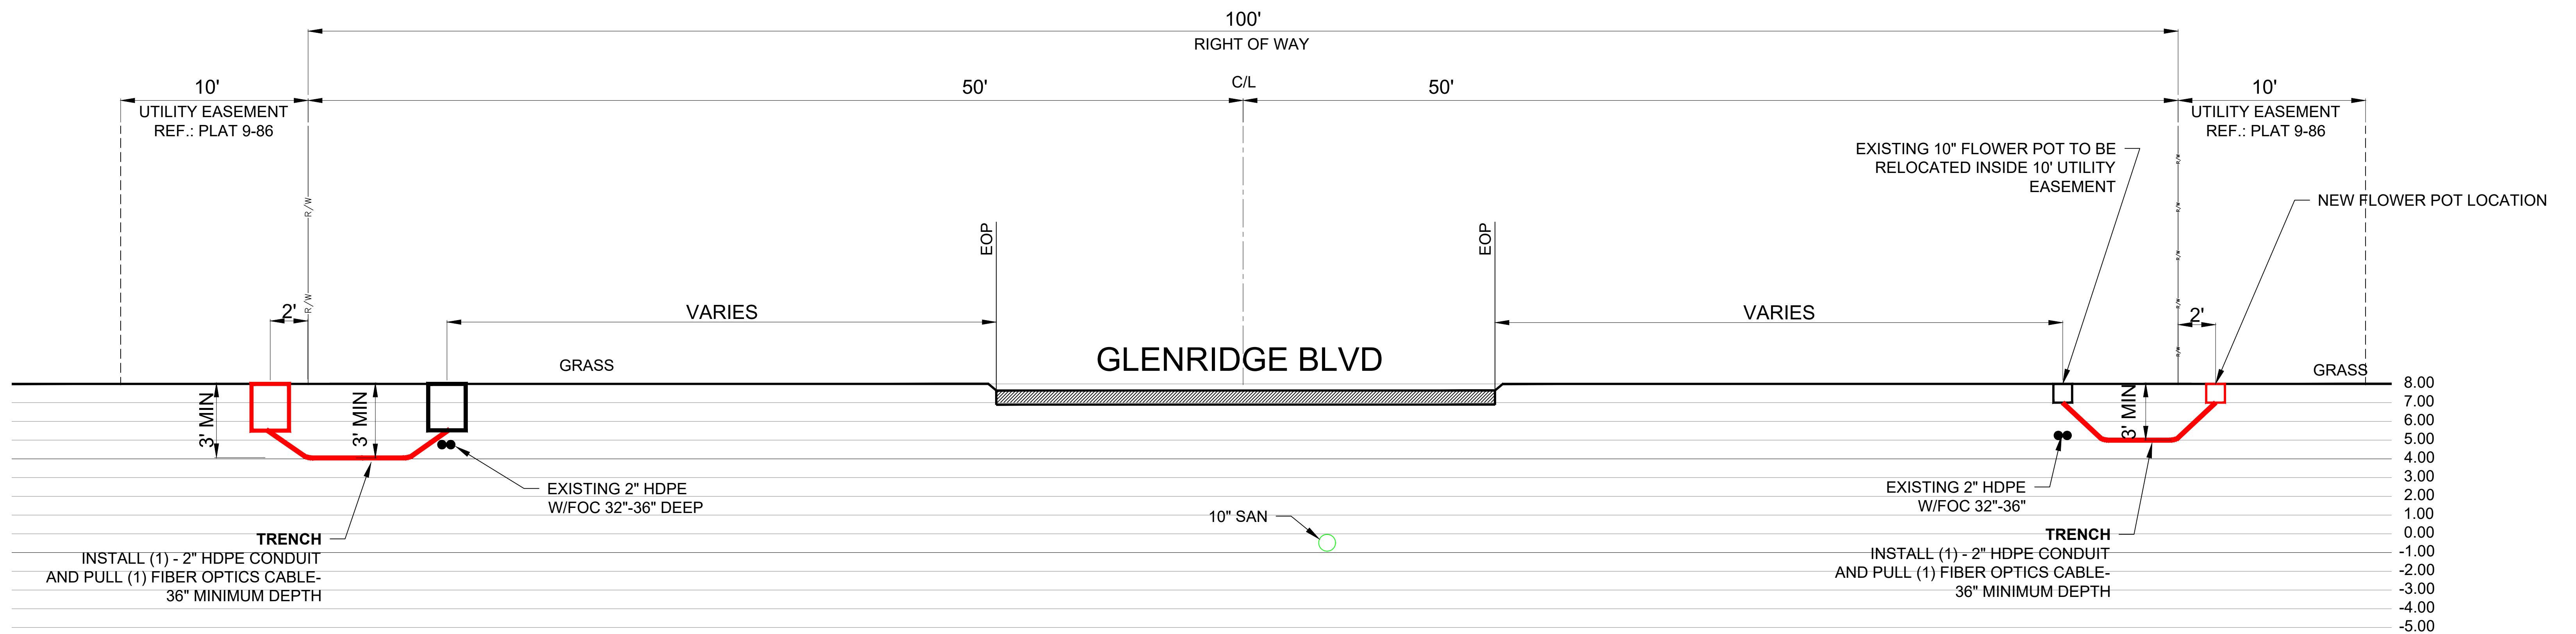 100'
RIGHT OF WAY
10'
50'
C/L
50'
10'
UTILITY EASEMENT
REF.: PLAT 9-86
UTILITY EASEMENT
REF.: PLAT 9-86
EXISTING 10" FLOWER POT TO BE
RELOCATED INSIDE 10' UTILITY
EASEMENT
NEW FLOWER POT LOCATION
R/W
R/W
R/W
R/W
R/W
R/W
R/W
EOP
EOP
2'
VARIES
VARIES
2'
GRASS
GLENRIDGE BLVD
GRASS
3' MIN
3' MIN
3' MIN
8.00
7.00
6.00
5.00
4.00
3.00
2.00
1.00
0.00
-1.00
-2.00
-3.00
-4.00
-5.00
EXISTING 2" HDPE
W/FOC 32"-36" DEEP
EXISTING 2" HDPE
W/FOC 32"-36"
10" SAN
TRENCH
INSTALL (1) - 2" HDPE CONDUIT
AND PULL (1) FIBER OPTICS CABLE-
36" MINIMUM DEPTH
TRENCH
INSTALL (1) - 2" HDPE CONDUIT
AND PULL (1) FIBER OPTICS CABLE-
36" MINIMUM DEPTH